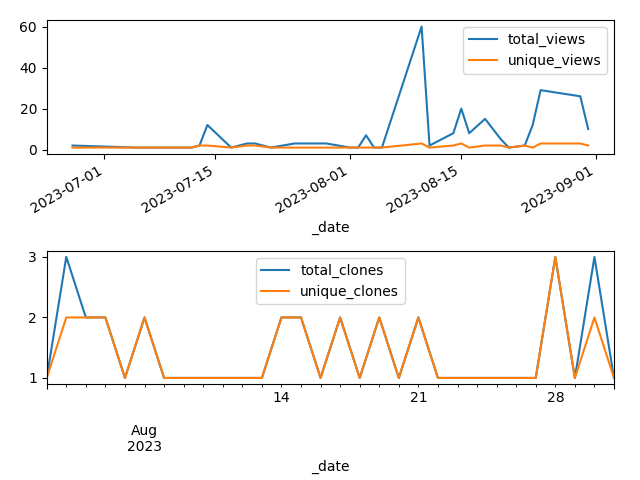 60
40
20
0
total_views
unique_views
2023-07-01
2023-07-15
2023-08-01
2023-08-15
2023-09-01
_date
3
2
1
total_clones
unique_clones
14
21
28
Aug
2023
_date